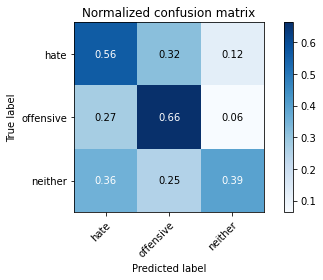 Normalized confusion matrix
True label
hate
offensive
neither
0.56 0.32 0.12
0.27 0.66 0.06
0.36 0.25 0.39
hate
offensive
neither
Predicted label
0.6
0.5
0.4
0.3
0.2
0.1